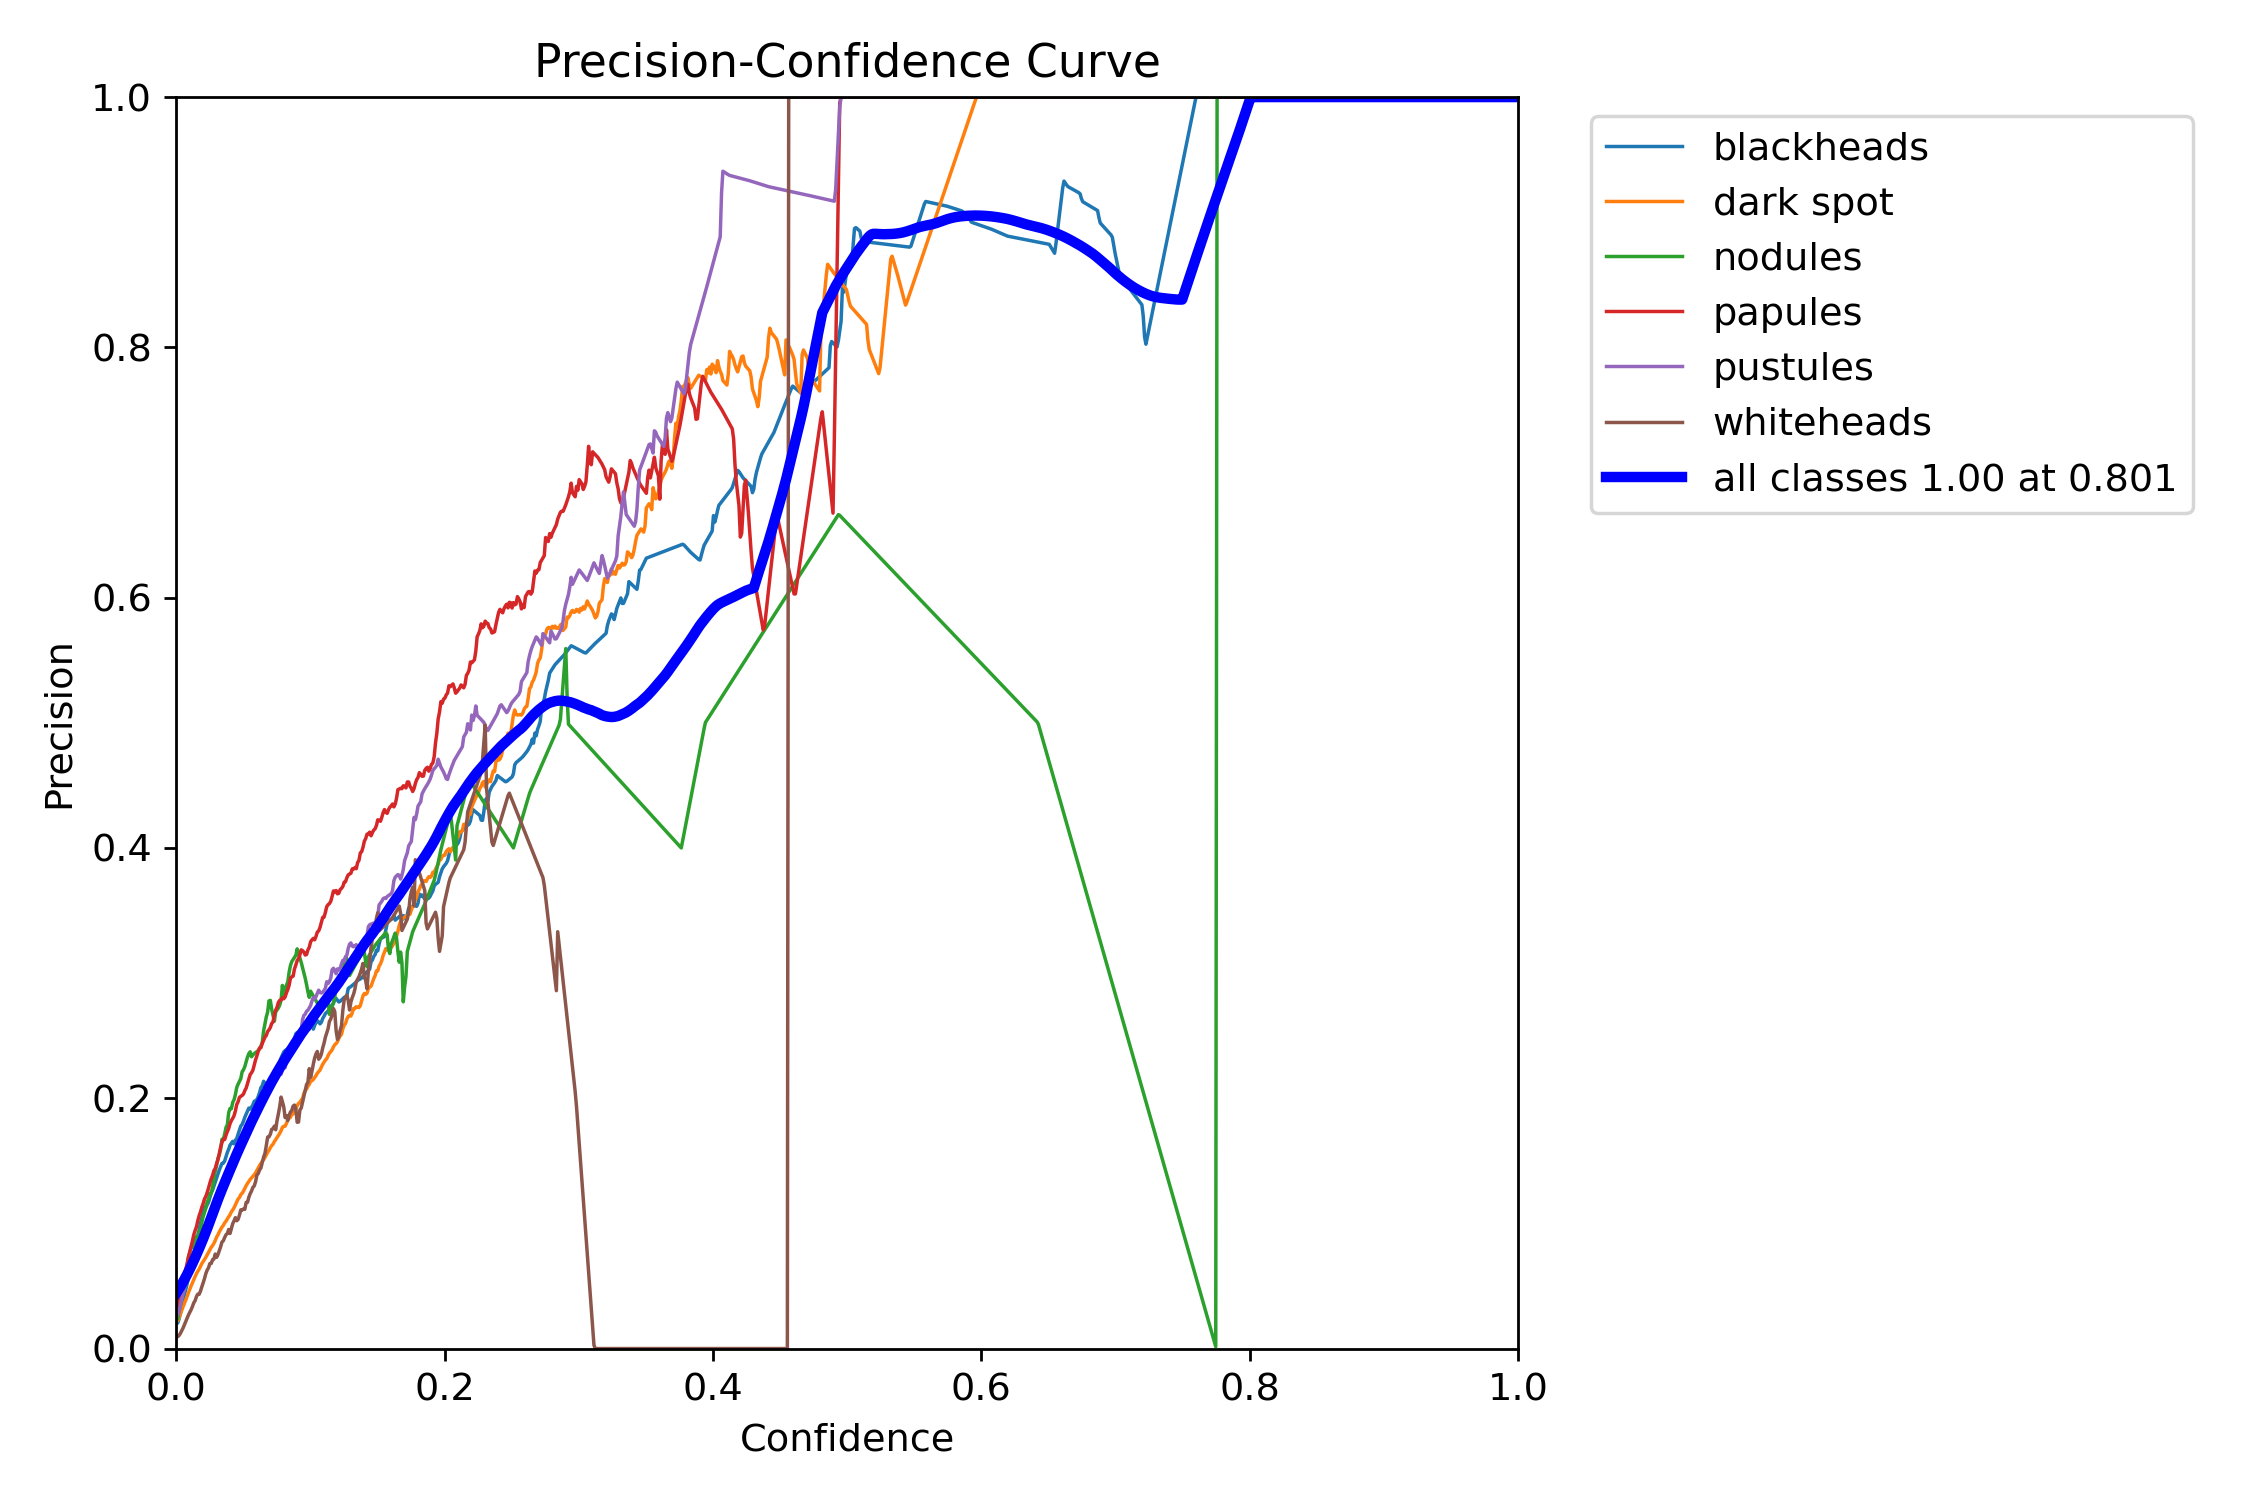 Precision-Confidence Curve
1.0
0.8
0.6
0.4
0.2
0.0
Precision
0.0 0.2 0.4 0.6 0.8 1.0
Confidence
blackheads
dark spot
nodules
papules
pustules
whiteheads
all classes 1.00 at 0.801